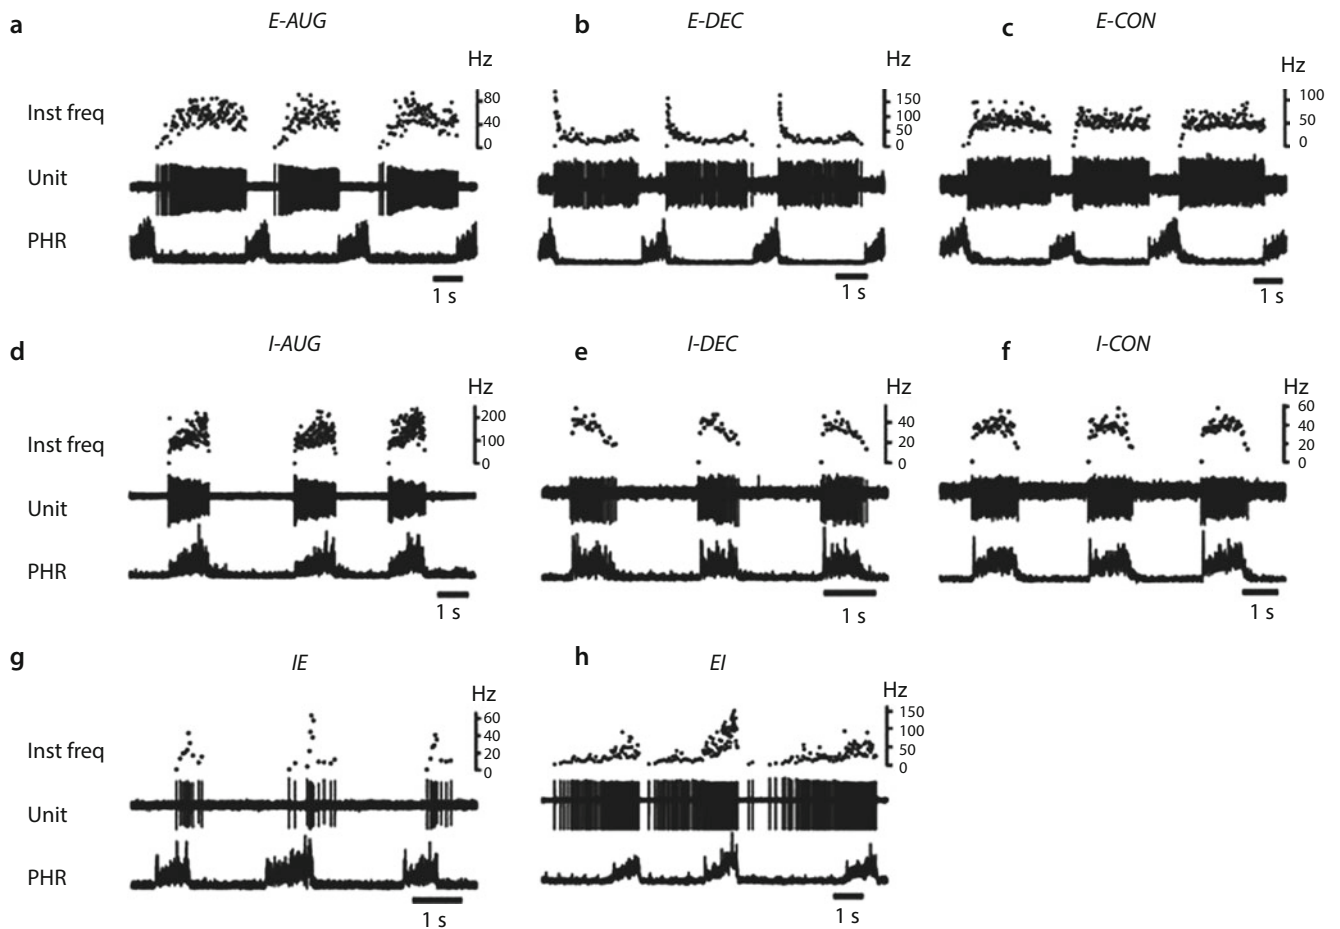 a E-AUG
b E-DEC
c E-CON
Hz Hz Hz
Inst freq
80
40
0
150
100
50
0
100
50
0
Unit
PHR
1 s 1 s 1 s
d I-AUG
e I-DEC
f I-CON
Hz Hz Hz
Inst freq
200
100
0
40
20
0
60
40
20
0
Unit
PHR
1 s 1 s 1 s
g IE
h EI
Hz Hz
Inst freq
60
40
20
0
150
100
50
0
Unit
PHR
1 s 1 s